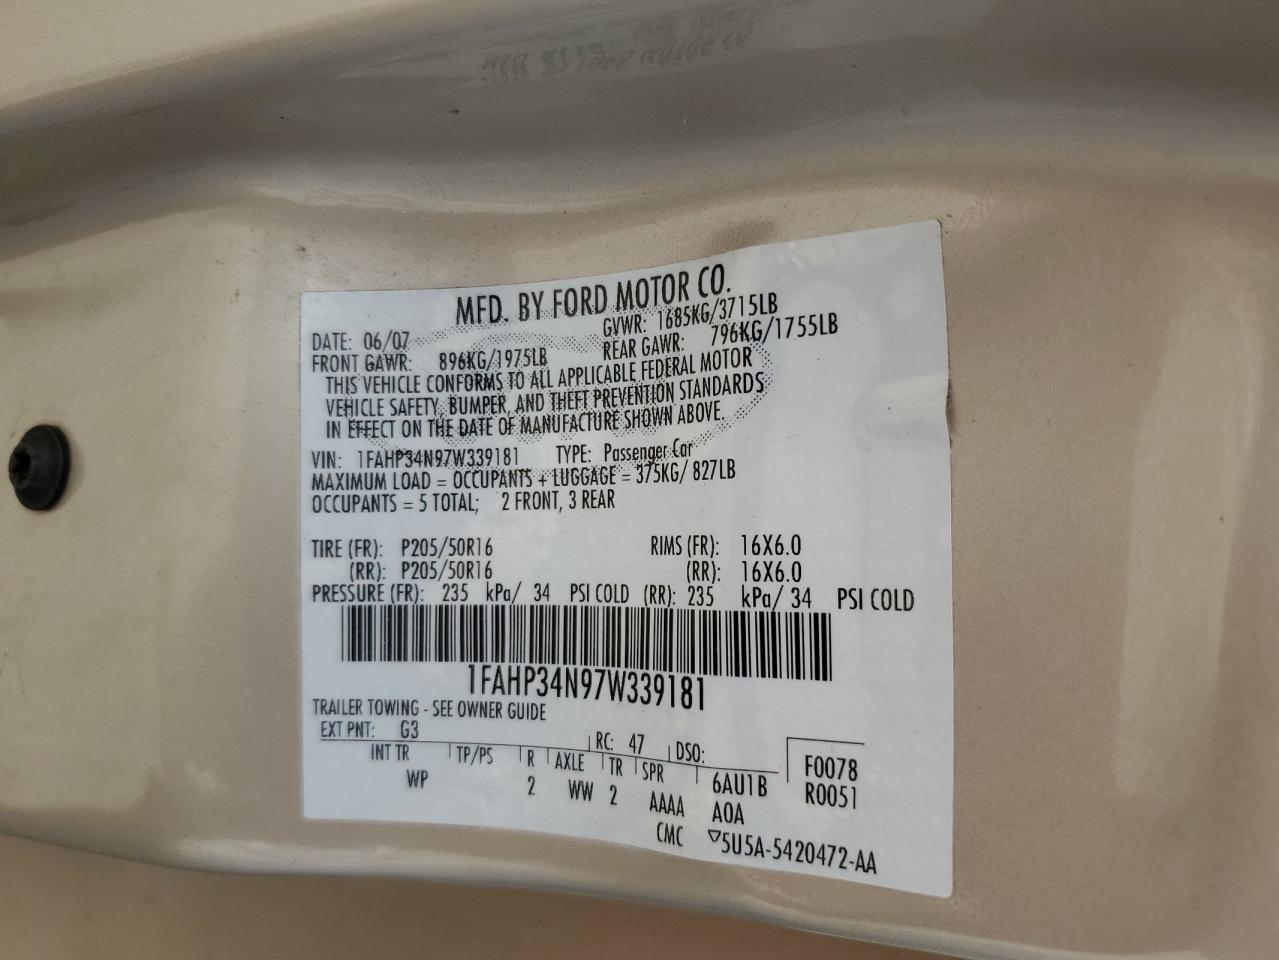 MFD. BY FORD MOTOR CO.
DATE: 06/07 GVWR: 1685KG/3715LB
FRONT GAWR: 896KG/1975LB REAR GAWR: 796KG/1755LB
THIS VEHICLE CONFORMS TO ALL APPLICABLE FEDERAL MOTOR
VEHICLE SAFETY, BUMPER, AND THEFT PREVENTION STANDARDS
IN EFFECT ON THE DATE OF MANUFACTURE SHOWN ABOVE.
VIN: 1FAHP34N97W339181 TYPE: Passenger Car
MAXIMUM LOAD = OCCUPANTS + LUGGAGE = 375KG/ 827LB
OCCUPANTS = 5 TOTAL; 2 FRONT, 3 REAR
TIRE (FR): P205/50R16 RIMS (FR): 16X6.0
(RR): P205/50R16 (RR): 16X6.0
PRESSURE (FR): 235 kPa/ 34 PSI COLD (RR): 235 kPa/ 34 PSI COLD
1FAHP34N97W339181
TRAILER TOWING - SEE OWNER GUIDE
EXT PNT: G3 RC: 47 DSO: F0078
INT TR TP/PS R AXLE TR SPR 6AU1B R0051
WP 2 WW 2 AAAA AOA
CMC 5U5A-5420472-AA